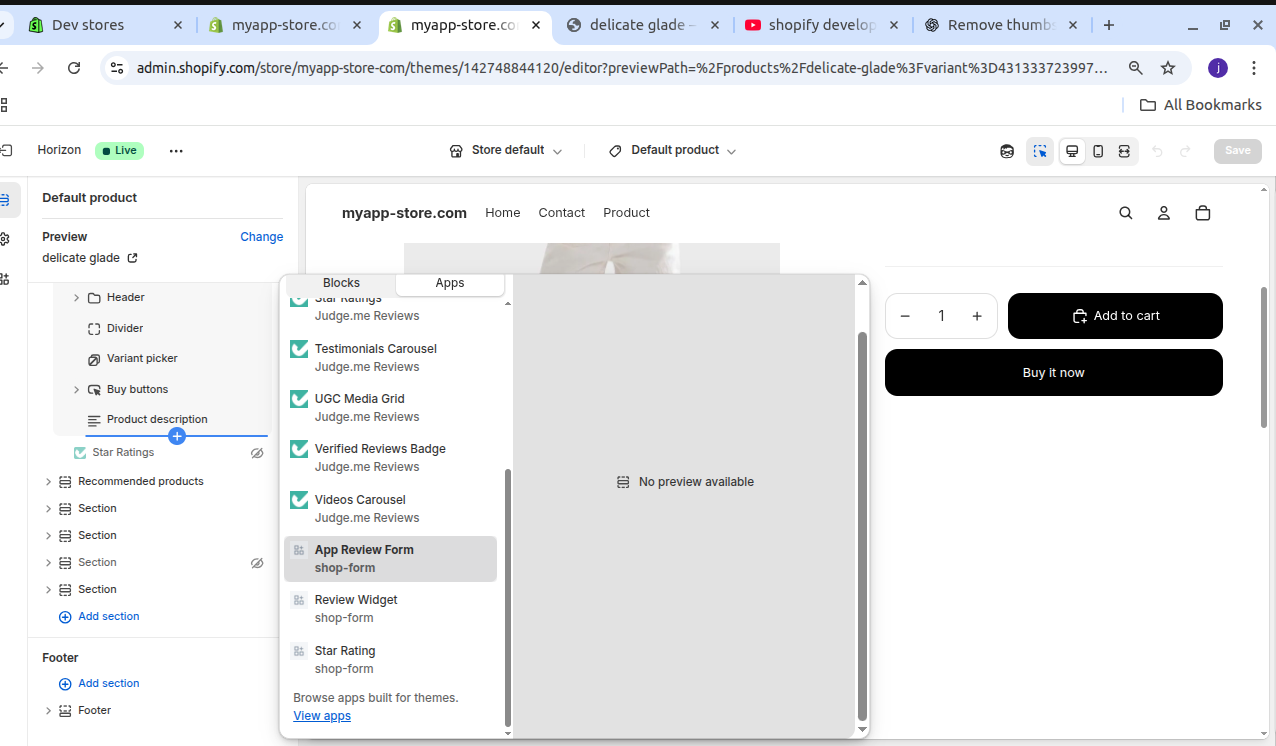 Dev stores
myapp-store.co
myapp-store.co
delicate glade –
shopify develop
Remove thumbs
admin.shopify.com/store/myapp-store-com/themes/142748844120/editor?previewPath=%2Fproducts%2Fdelicate-glade%3Fvariant%3D431333723997...
j
All Bookmarks
Horizon
Live
Store default
Default product
Save
Default product
Preview
Change
delicate glade
Header
Divider
Variant picker
Buy buttons
Product description
Star Ratings
Recommended products
Section
Section
Section
Section
Add section
Footer
Add section
Footer
Blocks
Apps
Star Ratings
Judge.me Reviews
Testimonials Carousel
Judge.me Reviews
UGC Media Grid
Judge.me Reviews
Verified Reviews Badge
Judge.me Reviews
Videos Carousel
Judge.me Reviews
App Review Form
shop-form
Review Widget
shop-form
Star Rating
shop-form
Browse apps built for themes.
View apps
No preview available
myapp-store.com
Home
Contact
Product
− 1 +
Add to cart
Buy it now